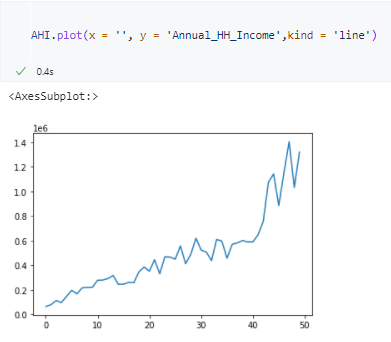 AHI.plot(x = '', y = 'Annual_HH_Income',kind = 'line')
0.4s
<AxesSubplot:>
1e6
1.4
1.2
1.0
0.8
0.6
0.4
0.2
0.0
0 10 20 30 40 50